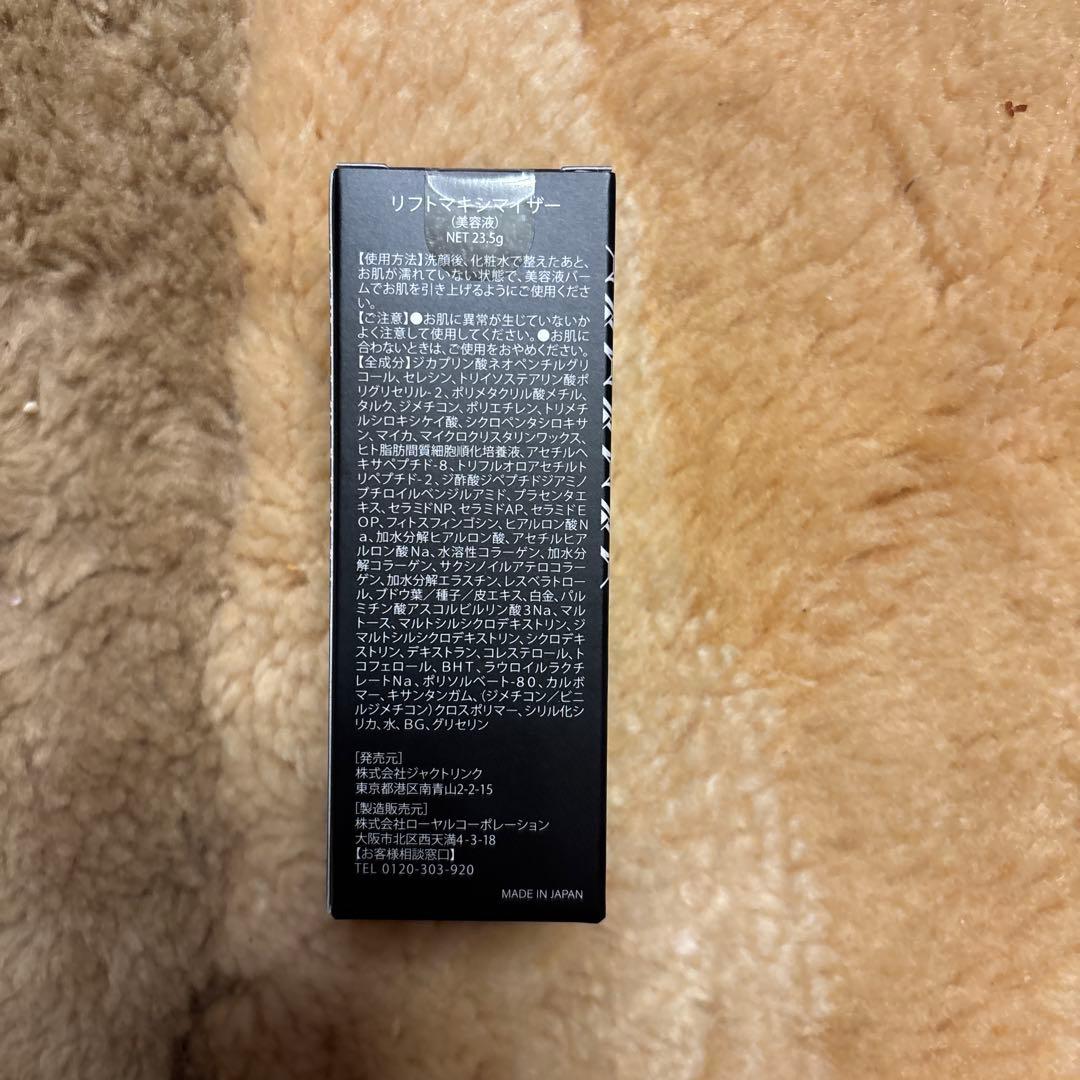 リフトマキシマイザー
(美容液)
NET 23.5g
【使用方法】洗顔後、化粧水で整えたあと、
お肌が濡れていない状態で、美容液バー
ムでお肌を引き上げるようにご使用くださ
い。
【ご注意】●お肌に異常が生じていないか
よく注意して使用してください。●お肌に
合わないときは、ご使用をおやめください。
【全成分】ジカプリン酸ネオペンチルグリ
コール、セレシン、トリイソステアリン酸ポ
リグリセリル-2、ポリメタクリル酸メチル、
タルク、ジメチコン、ポリエチレン、トリメチ
ルシロキシケイ酸、シクロペンタシロキサ
ン、マイカ、マイクロクリスタリンワックス、
ヒト脂肪間質細胞順化培養液、アセチルヘ
キサペプチド-8、トリフルオロアセチルト
リペプチド-2、ジ酢酸ジペプチドジアミノ
ブチロイルベンジルアミド、プラセンタエ
キス、セラミドNP、セラミドAP、セラミドE
OP、フィトスフィンゴシン、ヒアルロン酸N
a、加水分解ヒアルロン酸、アセチルヒア
ルロン酸Na、水溶性コラーゲン、加水分
解コラーゲン、サクシノイルアテロコラー
ゲン、加水分解エラスチン、レスベラトロー
ル、ブドウ葉／種子／皮エキス、白金、パル
ミチン酸アスコルビルリン酸3Na、マル
トース、マルトシルシクロデキストリン、ジ
マルトシルシクロデキストリン、シクロデキ
ストリン、デキストラン、コレステロール、ト
コフェロール、BHT、ラウロイルラクチ
レートNa、ポリソルベート-80、カルボ
マー、キサンタンガム、(ジメチコン／ビニ
ルジメチコン)クロスポリマー、シリル化シ
リカ、水、BG、グリセリン
[発売元]
株式会社ジャクトリンク
東京都港区南青山2-2-15
[製造販売元]
株式会社ローヤルコーポレーション
大阪市北区西天満4-3-18
【お客様相談窓口】
TEL 0120-303-920
MADE IN JAPAN